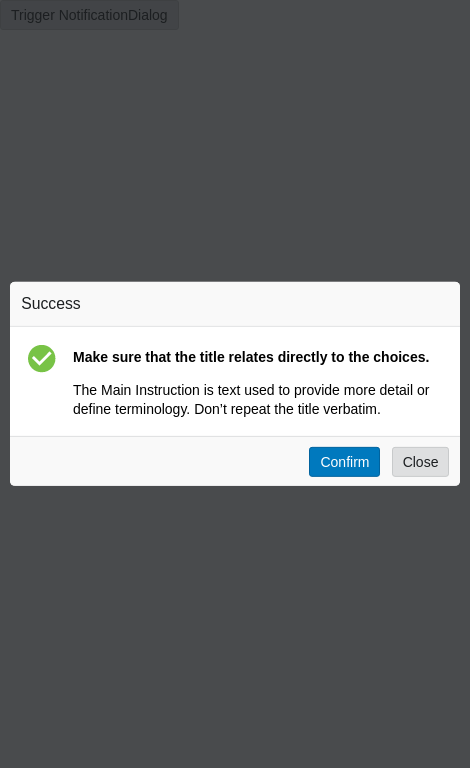 Trigger NotificationDialog
Success
Make sure that the title relates directly to the choices.
The Main Instruction is text used to provide more detail or
define terminology. Don’t repeat the title verbatim.
Confirm Close